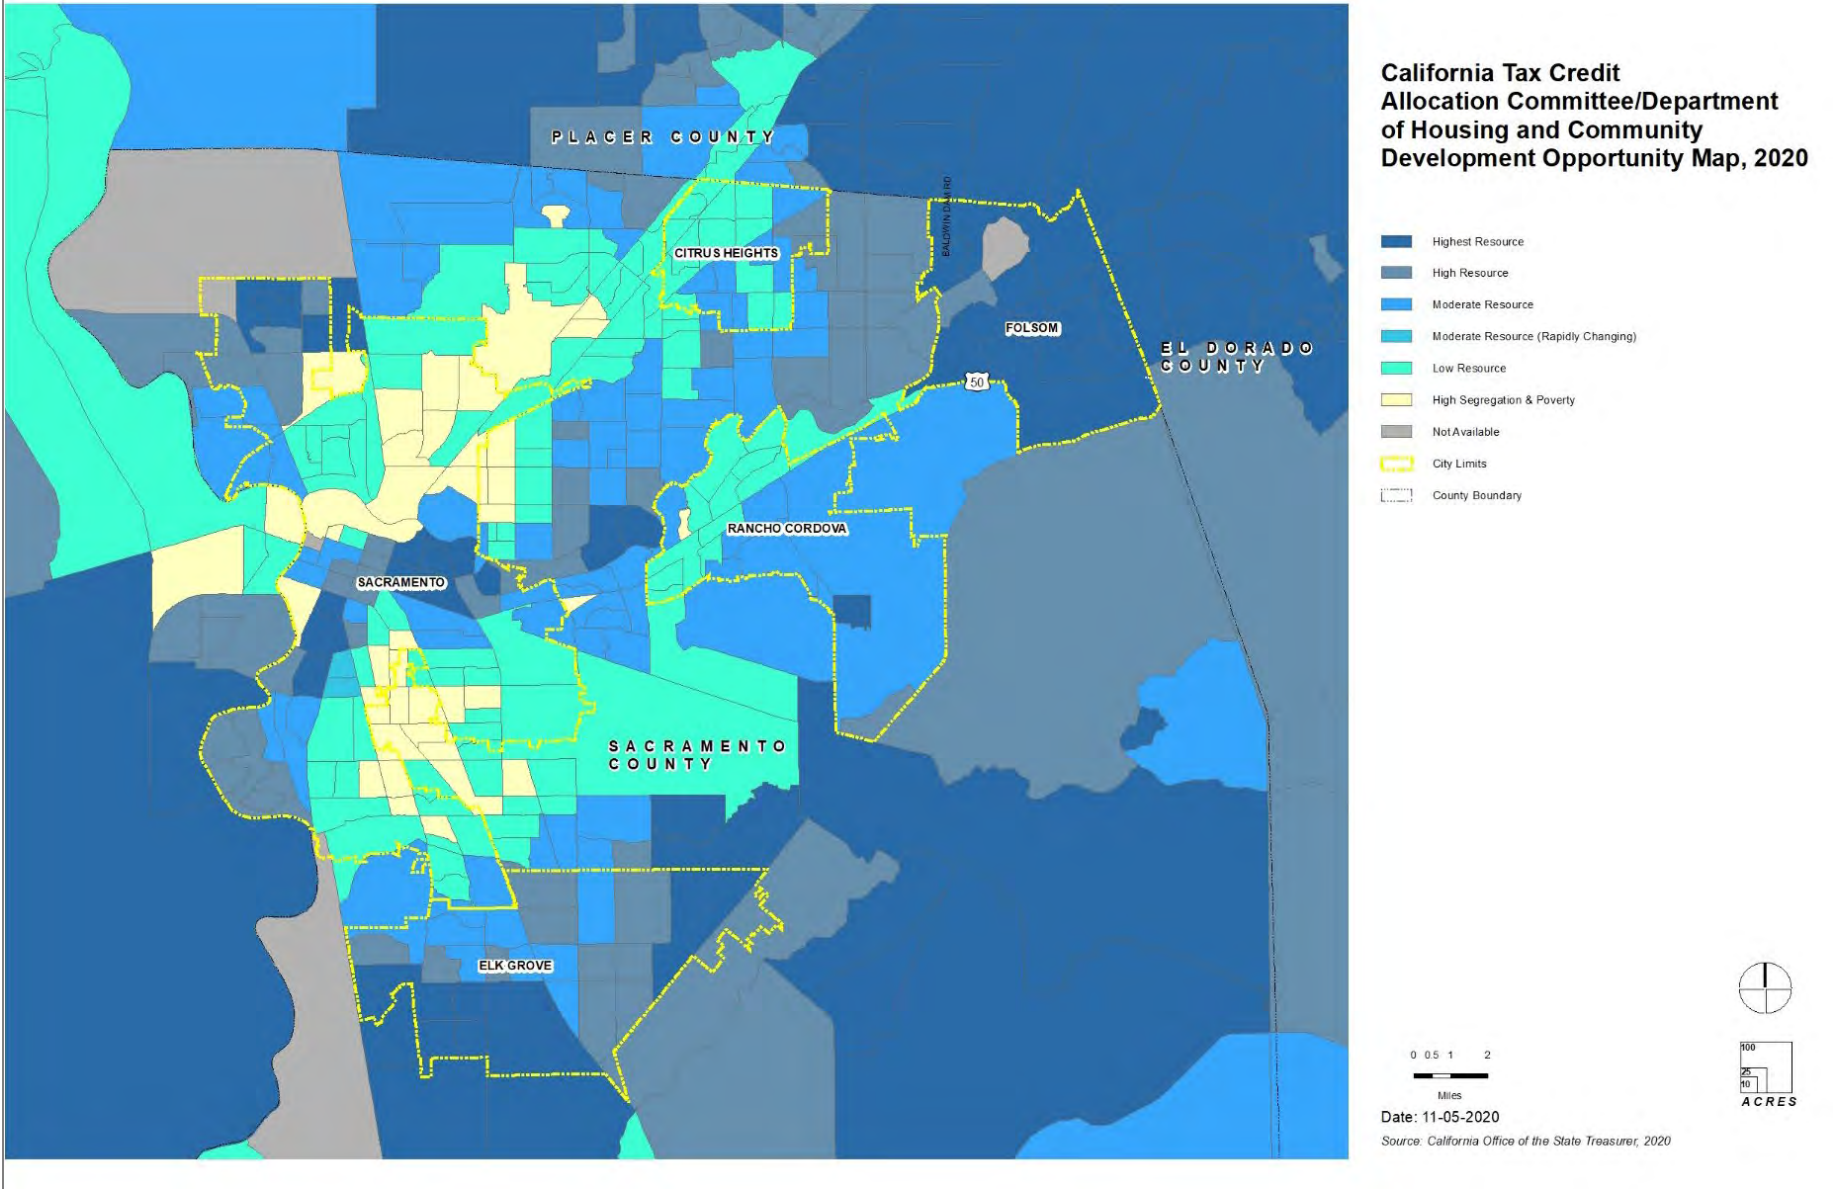 California Tax Credit
Allocation Committee/Department
of Housing and Community
Development Opportunity Map, 2020
Highest Resource
High Resource
Moderate Resource
Moderate Resource (Rapidly Changing)
Low Resource
High Segregation & Poverty
Not Available
City Limits
County Boundary
PLACER COUNTY
BALDWIN DAM RD
CITRUS HEIGHTS
FOLSOM
EL DORADO
COUNTY
50
RANCHO CORDOVA
SACRAMENTO
SACRAMENTO
COUNTY
ELK GROVE
0 0.5 1 2
Miles
100
25
10
ACRES
Date: 11-05-2020
Source: California Office of the State Treasurer, 2020